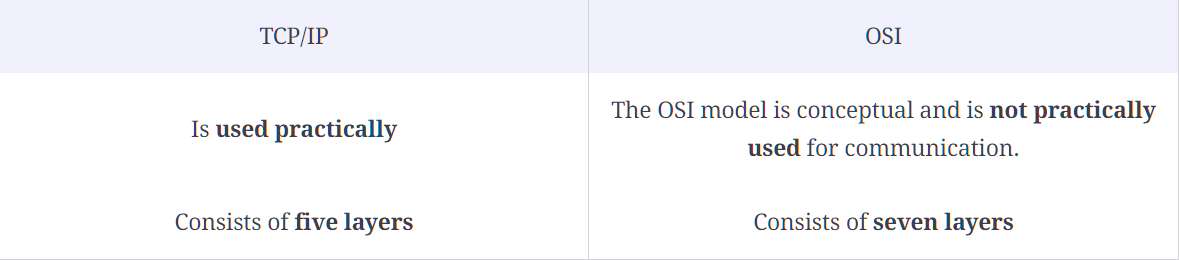 TCP/IP
OSI
Is used practically
The OSI model is conceptual and is not practically
used for communication.
Consists of five layers
Consists of seven layers